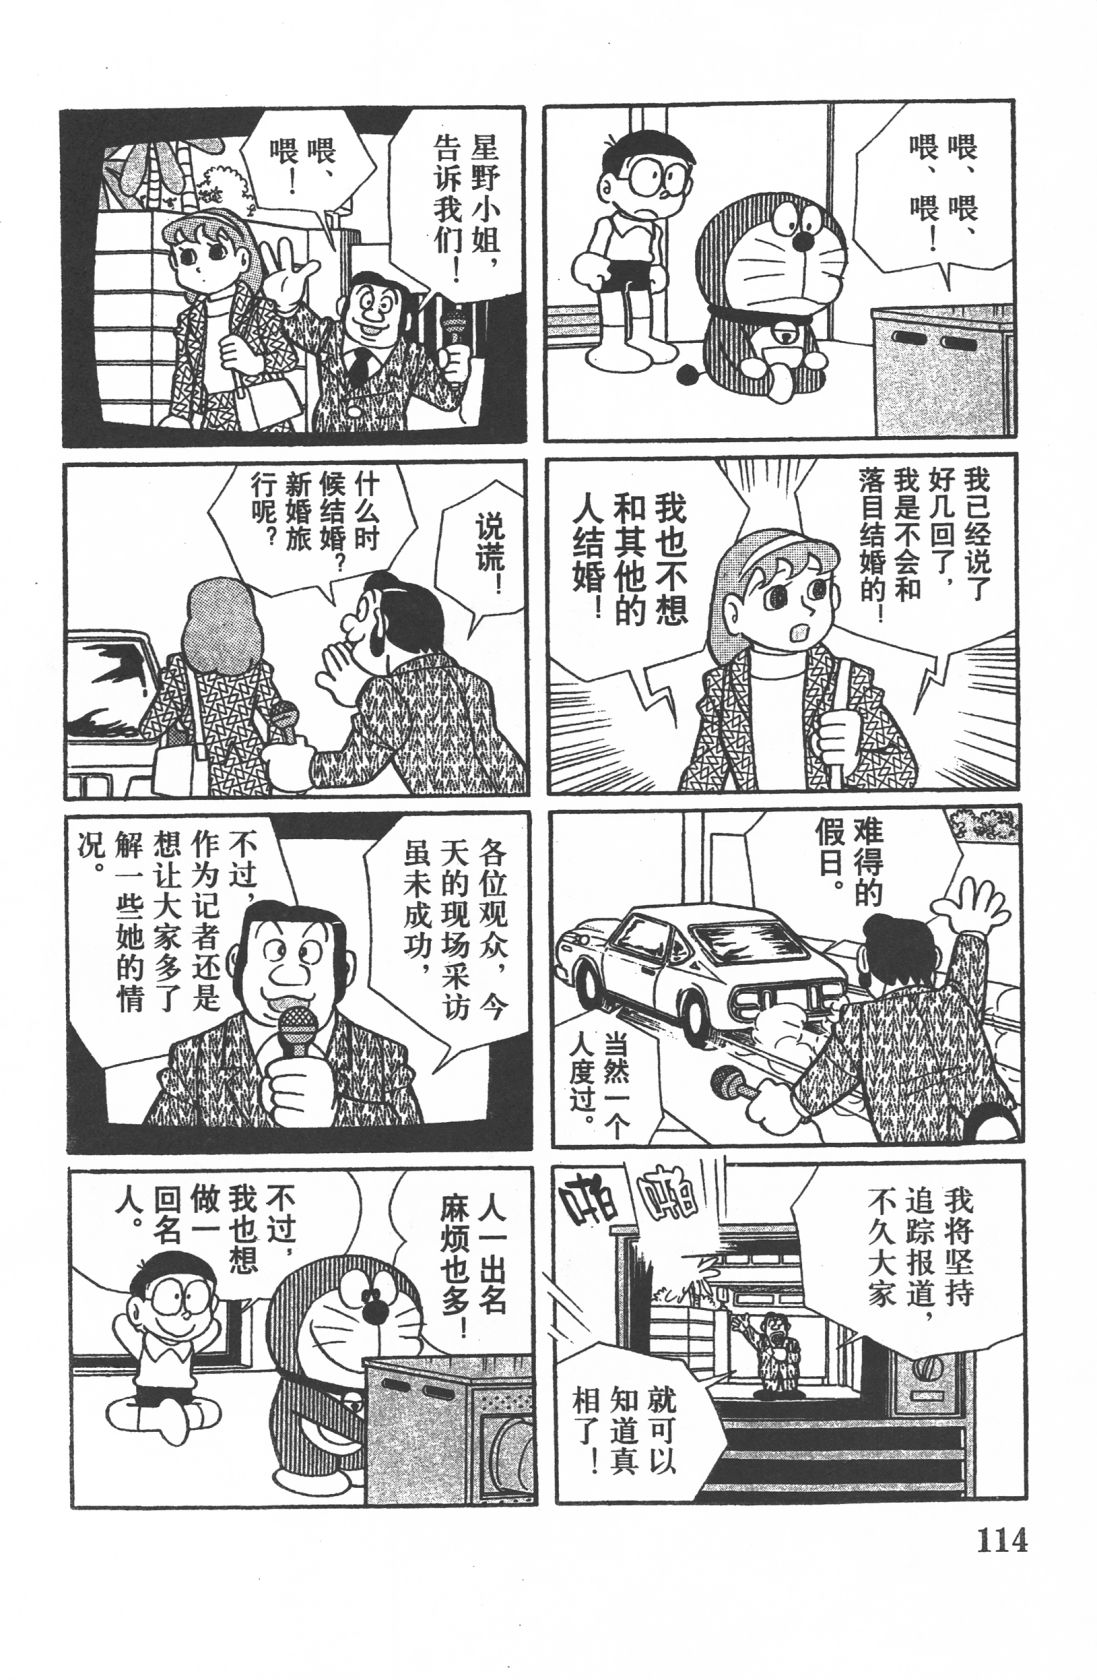 喂、喂、
喂、喂！
星野小姐，
告诉我们！
喂、
喂！
我已经说了
好几回了，
我是不会和
落目结婚的！
我也不想
和其他的
人结婚！
说谎！
什么时
候结婚？
新婚旅
行呢？
难得的
假日。
当然一个
人度过。
各位观众，今
天的现场采访
虽未成功，
不过，
作为记者还是
想让大家多了
解一些她的情
况。
我将坚持
追踪报道，
不久大家
就可以
知道真
相了！
啪
啪
人一出名
麻烦也多！
不过，
我也想
做一
回名
人。
114